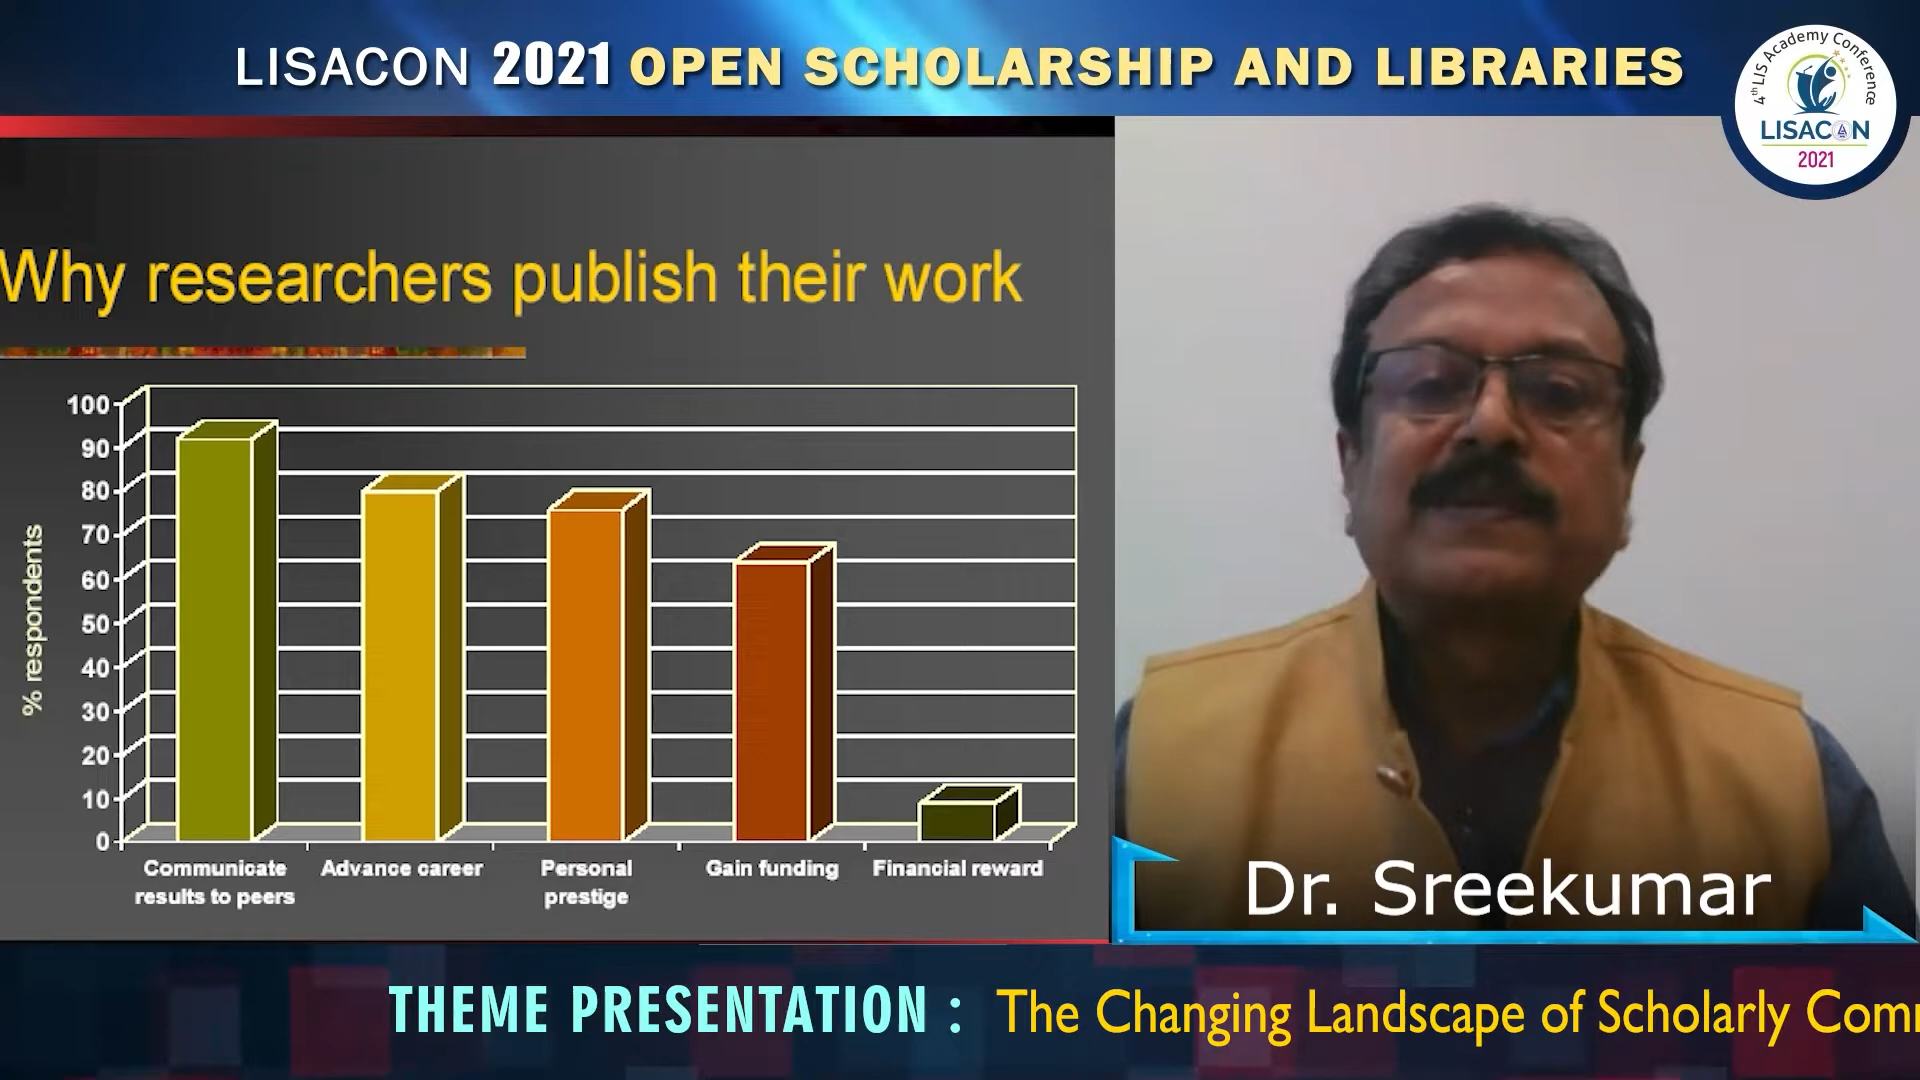 LISACON 2021 OPEN SCHOLARSHIP AND LIBRARIES
4th LIS Academy Conference
LISACON
2021
Why researchers publish their work
% respondents
100
90
80
70
60
50
40
30
20
10
0
Communicate results to peers
Advance career
Personal prestige
Gain funding
Financial reward
Dr. Sreekumar
THEME PRESENTATION : The Changing Landscape of Scholarly Com